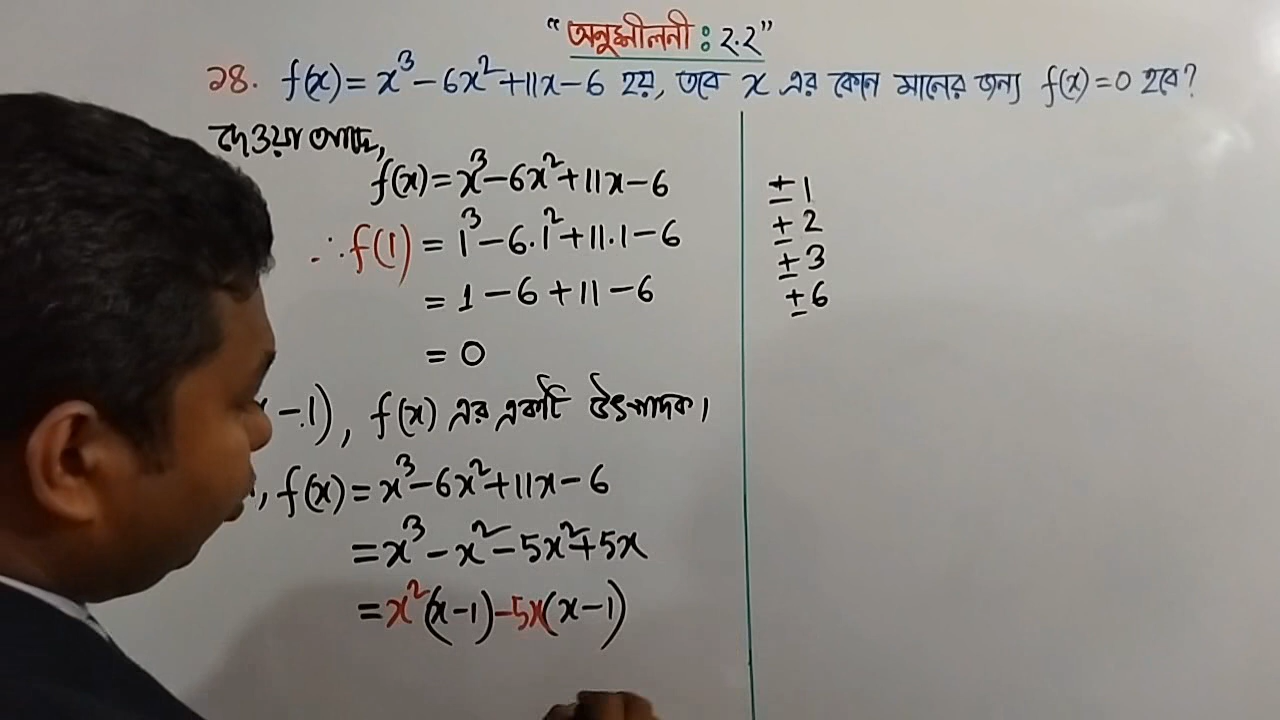 “অনুশীলনী : ২.২”
১৪. f(x) = x³ − 6x² + 11x − 6 হয়, তবে x এর কোন মানের জন্য f(x) = 0 হবে?
দেওয়া আছে,
f(x) = x³ − 6x² + 11x − 6
∴ f(1) = 1³ − 6.1² + 11.1 − 6
= 1 − 6 + 11 − 6
= 0
−1), f(x) এর একটি উৎপাদক।
, f(x) = x³ − 6x² + 11x − 6
= x³ − x² − 5x² + 5x
= x²(x − 1) − 5x(x − 1)
± 1
± 2
± 3
± 6